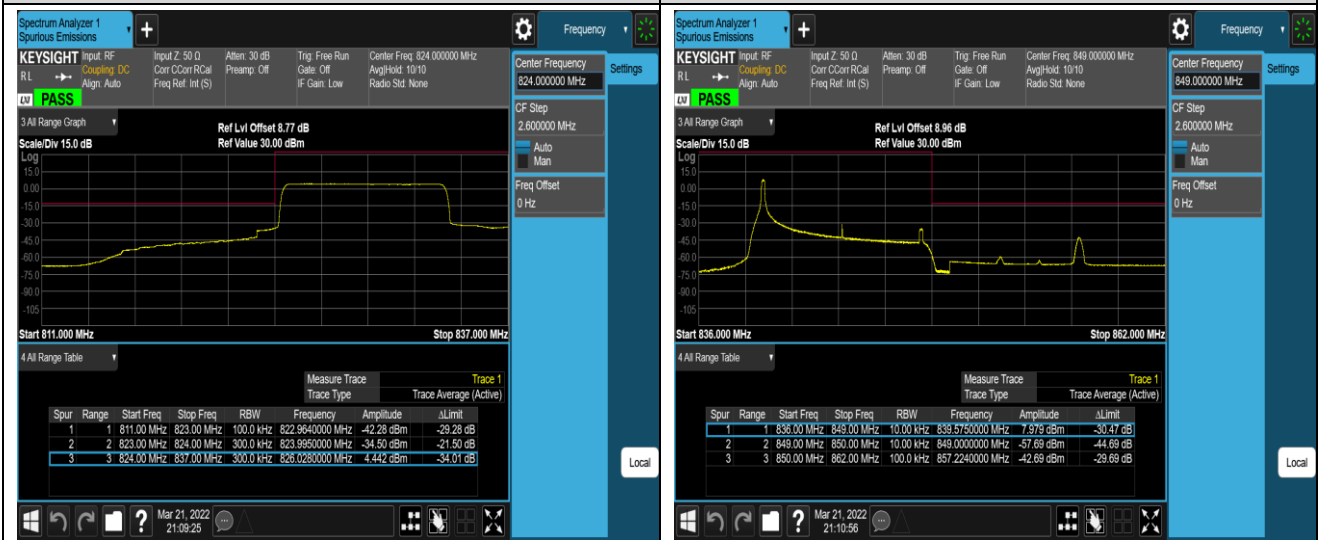 Spectrum Analyzer 1
Spurious Emissions
Frequency
KEYSIGHT
Input: RF
Input Z: 50 Ω
Atten: 30 dB
Trig: Free Run
Center Freq: 824.000000 MHz
RL
Coupling: DC
Corr CCorr RCal
Preamp: Off
Gate: Off
Avg|Hold: 10/10
Align: Auto
Freq Ref: Int (S)
IF Gain: Low
Radio Std: None
LXI
PASS
3 All Range Graph
Ref Lvl Offset 8.77 dB
Scale/Div 15.0 dB
Ref Value 30.00 dBm
Log
15.0
0.00
-15.0
-30.0
-45.0
-60.0
-75.0
-90.0
-105
Start 811.000 MHz
Stop 837.000 MHz
4 All Range Table
Measure Trace Trace 1
Trace Type Trace Average (Active)
Spur Range Start Freq Stop Freq RBW Frequency Amplitude ΔLimit
1 1 811.00 MHz 823.00 MHz 100.0 kHz 822.9640000 MHz -42.28 dBm -29.28 dB
2 2 823.00 MHz 824.00 MHz 300.0 kHz 823.9950000 MHz -34.50 dBm -21.50 dB
3 3 824.00 MHz 837.00 MHz 300.0 kHz 826.0280000 MHz 4.442 dBm -34.01 dB
Center Frequency
824.000000 MHz
Settings
CF Step
2.600000 MHz
Auto
Man
Freq Offset
0 Hz
Local
?
Mar 21, 2022
21:09:25
Spectrum Analyzer 1
Spurious Emissions
Frequency
KEYSIGHT
Input: RF
Input Z: 50 Ω
Atten: 30 dB
Trig: Free Run
Center Freq: 849.000000 MHz
RL
Coupling: DC
Corr CCorr RCal
Preamp: Off
Gate: Off
Avg|Hold: 10/10
Align: Auto
Freq Ref: Int (S)
IF Gain: Low
Radio Std: None
LXI
PASS
3 All Range Graph
Ref Lvl Offset 8.96 dB
Scale/Div 15.0 dB
Ref Value 30.00 dBm
Log
15.0
0.00
-15.0
-30.0
-45.0
-60.0
-75.0
-90.0
-105
Start 836.000 MHz
Stop 862.000 MHz
4 All Range Table
Measure Trace Trace 1
Trace Type Trace Average (Active)
Spur Range Start Freq Stop Freq RBW Frequency Amplitude ΔLimit
1 1 836.00 MHz 849.00 MHz 10.00 kHz 839.5750000 MHz 7.979 dBm -30.47 dB
2 2 849.00 MHz 850.00 MHz 10.00 kHz 849.0000000 MHz -57.69 dBm -44.69 dB
3 3 850.00 MHz 862.00 MHz 100.0 kHz 857.2240000 MHz -42.69 dBm -29.69 dB
Center Frequency
849.000000 MHz
Settings
CF Step
2.600000 MHz
Auto
Man
Freq Offset
0 Hz
Local
?
Mar 21, 2022
21:10:56